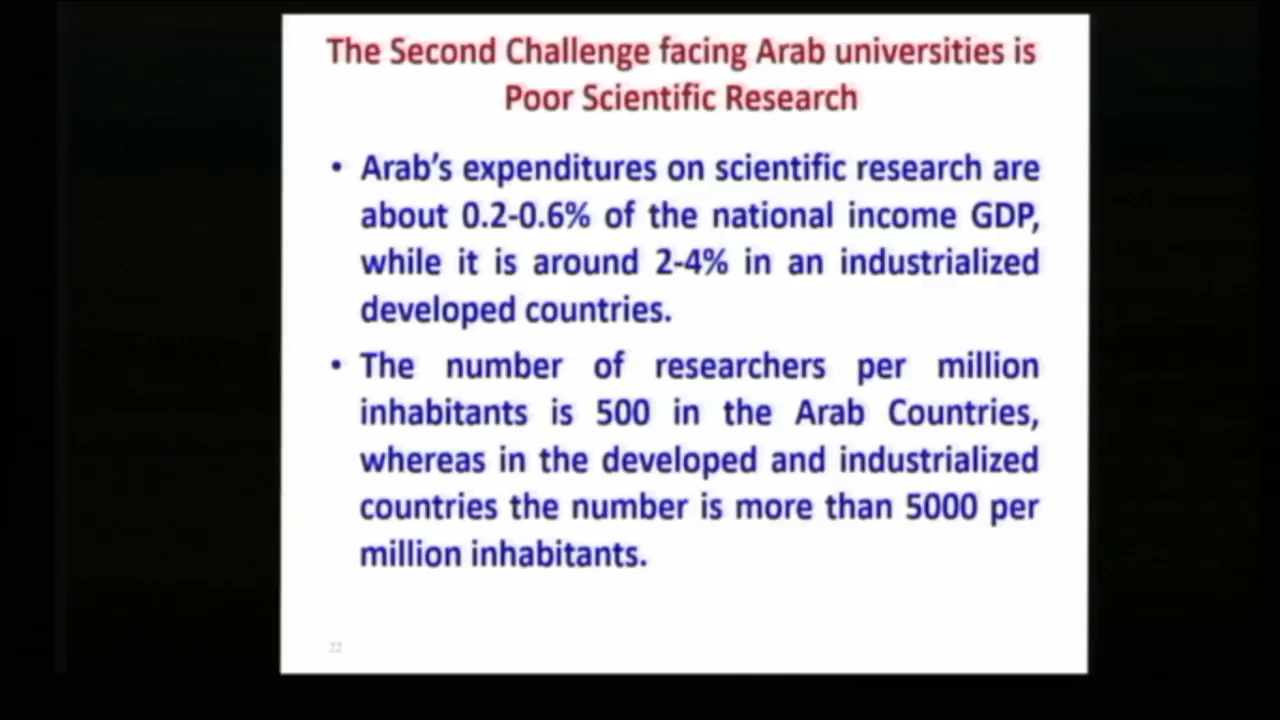 The Second Challenge facing Arab universities is
Poor Scientific Research
• Arab's expenditures on scientific research are
about 0.2-0.6% of the national income GDP,
while it is around 2-4% in an industrialized
developed countries.
• The number of researchers per million
inhabitants is 500 in the Arab Countries,
whereas in the developed and industrialized
countries the number is more than 5000 per
million inhabitants.
22